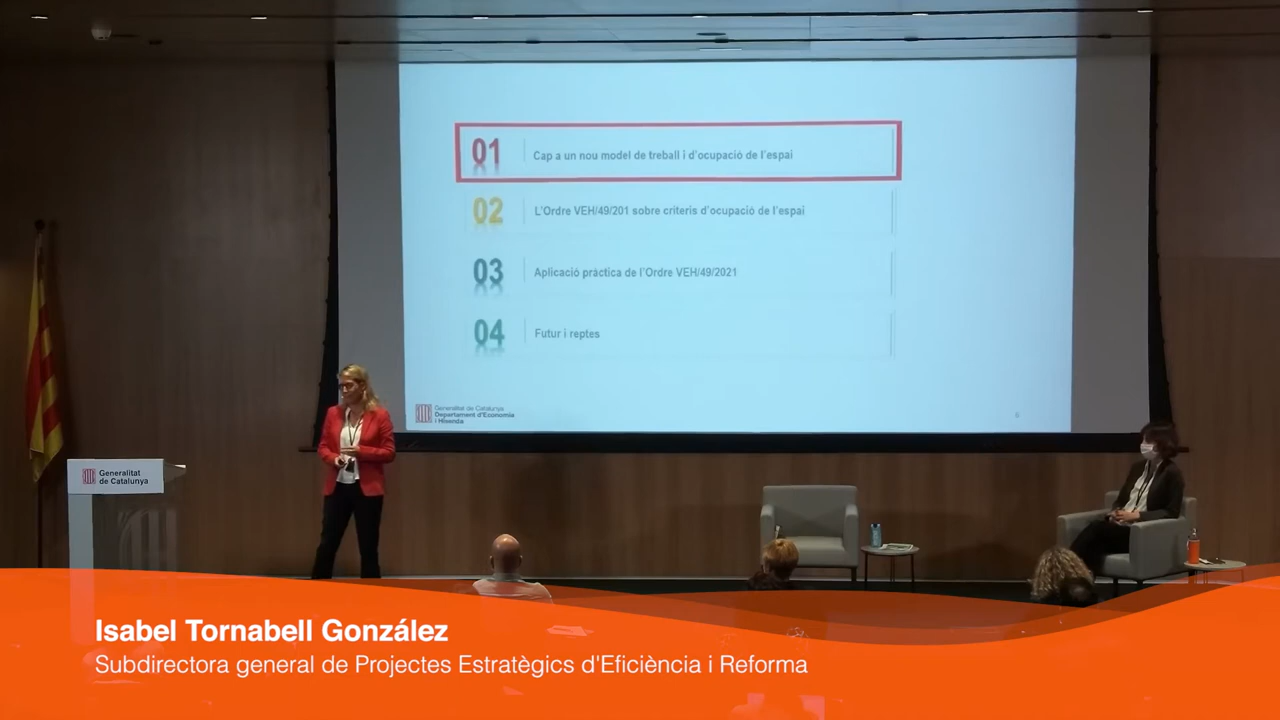 01 Cap a un nou model de treball i d'ocupació de l'espai
02 L'Ordre VEH/49/201 sobre criteris d'ocupació de l'espai
03 Aplicació pràctica de l'Ordre VEH/49/2021
04 Futur i reptes
Generalitat de Catalunya
Departament d'Economia
i Hisenda
Generalitat
de Catalunya
Isabel Tornabell González
Subdirectora general de Projectes Estratègics d'Eficiència i Reforma